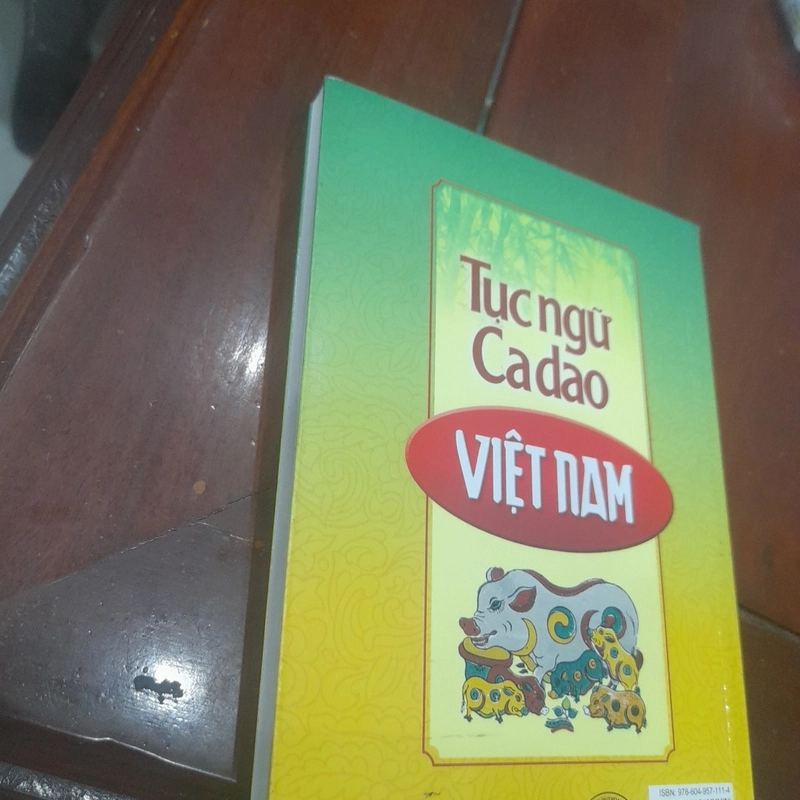 Tục ngữ
Ca dao
VIỆT NAM
ISBN: 978-604-957-111-4